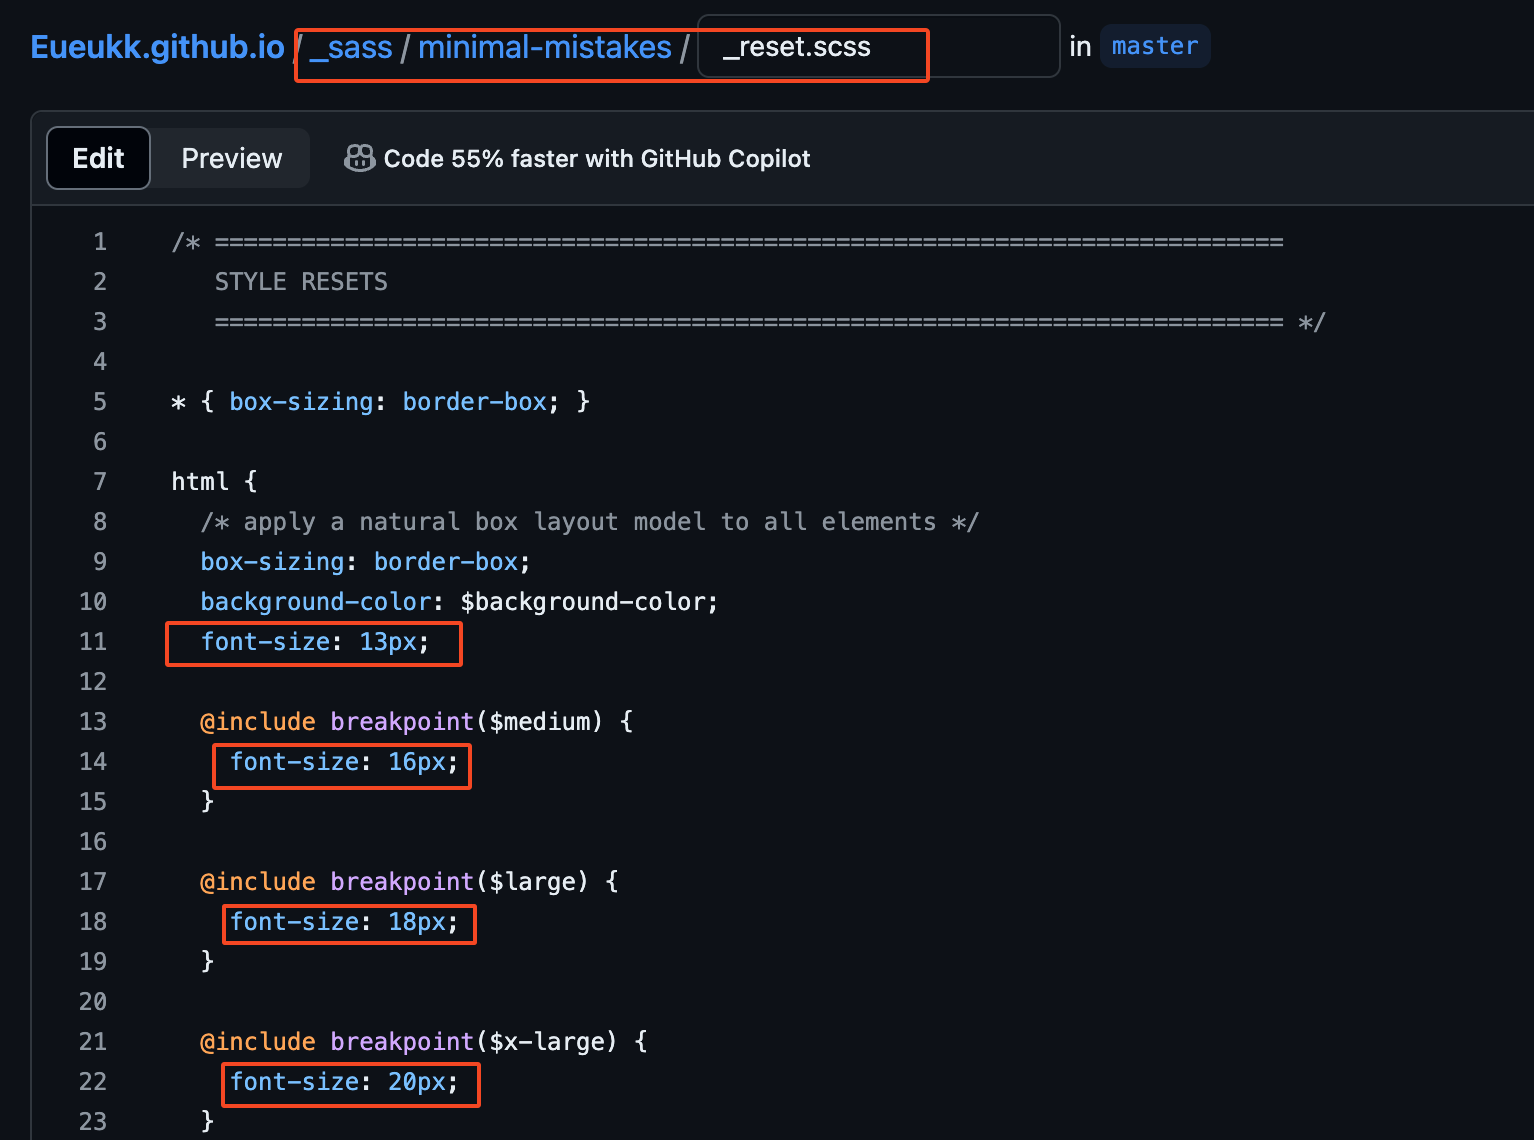 Eueukk.github.io / _sass / minimal-mistakes / _reset.scss in master
Edit Preview Code 55% faster with GitHub Copilot
1 /* ==========================================================================
2 STYLE RESETS
3 ========================================================================== */
4
5 * { box-sizing: border-box; }
6
7 html {
8 /* apply a natural box layout model to all elements */
9 box-sizing: border-box;
10 background-color: $background-color;
11 font-size: 13px;
12
13 @include breakpoint($medium) {
14 font-size: 16px;
15 }
16
17 @include breakpoint($large) {
18 font-size: 18px;
19 }
20
21 @include breakpoint($x-large) {
22 font-size: 20px;
23 }